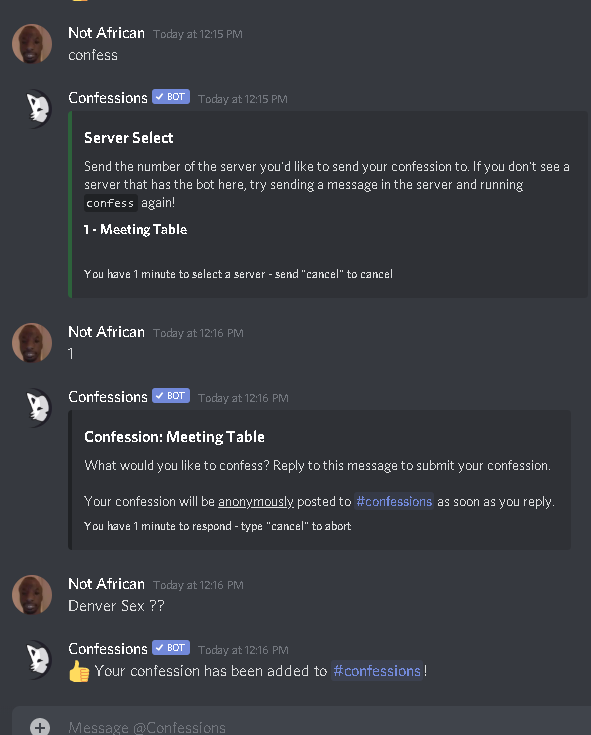 Not African Today at 12:15 PM
confess
Confessions ✓ BOT Today at 12:15 PM
Server Select
Send the number of the server you'd like to send your confession to. If you don't see a
server that has the bot here, try sending a message in the server and running
confess again!
1 - Meeting Table
You have 1 minute to select a server - send "cancel" to cancel
Not African Today at 12:16 PM
1
Confessions ✓ BOT Today at 12:16 PM
Confession: Meeting Table
What would you like to confess? Reply to this message to submit your confession.
Your confession will be anonymously posted to #confessions as soon as you reply.
You have 1 minute to respond - type "cancel" to abort
Not African Today at 12:16 PM
Denver Sex ??
Confessions ✓ BOT Today at 12:16 PM
👍 Your confession has been added to #confessions!
Message @Confessions